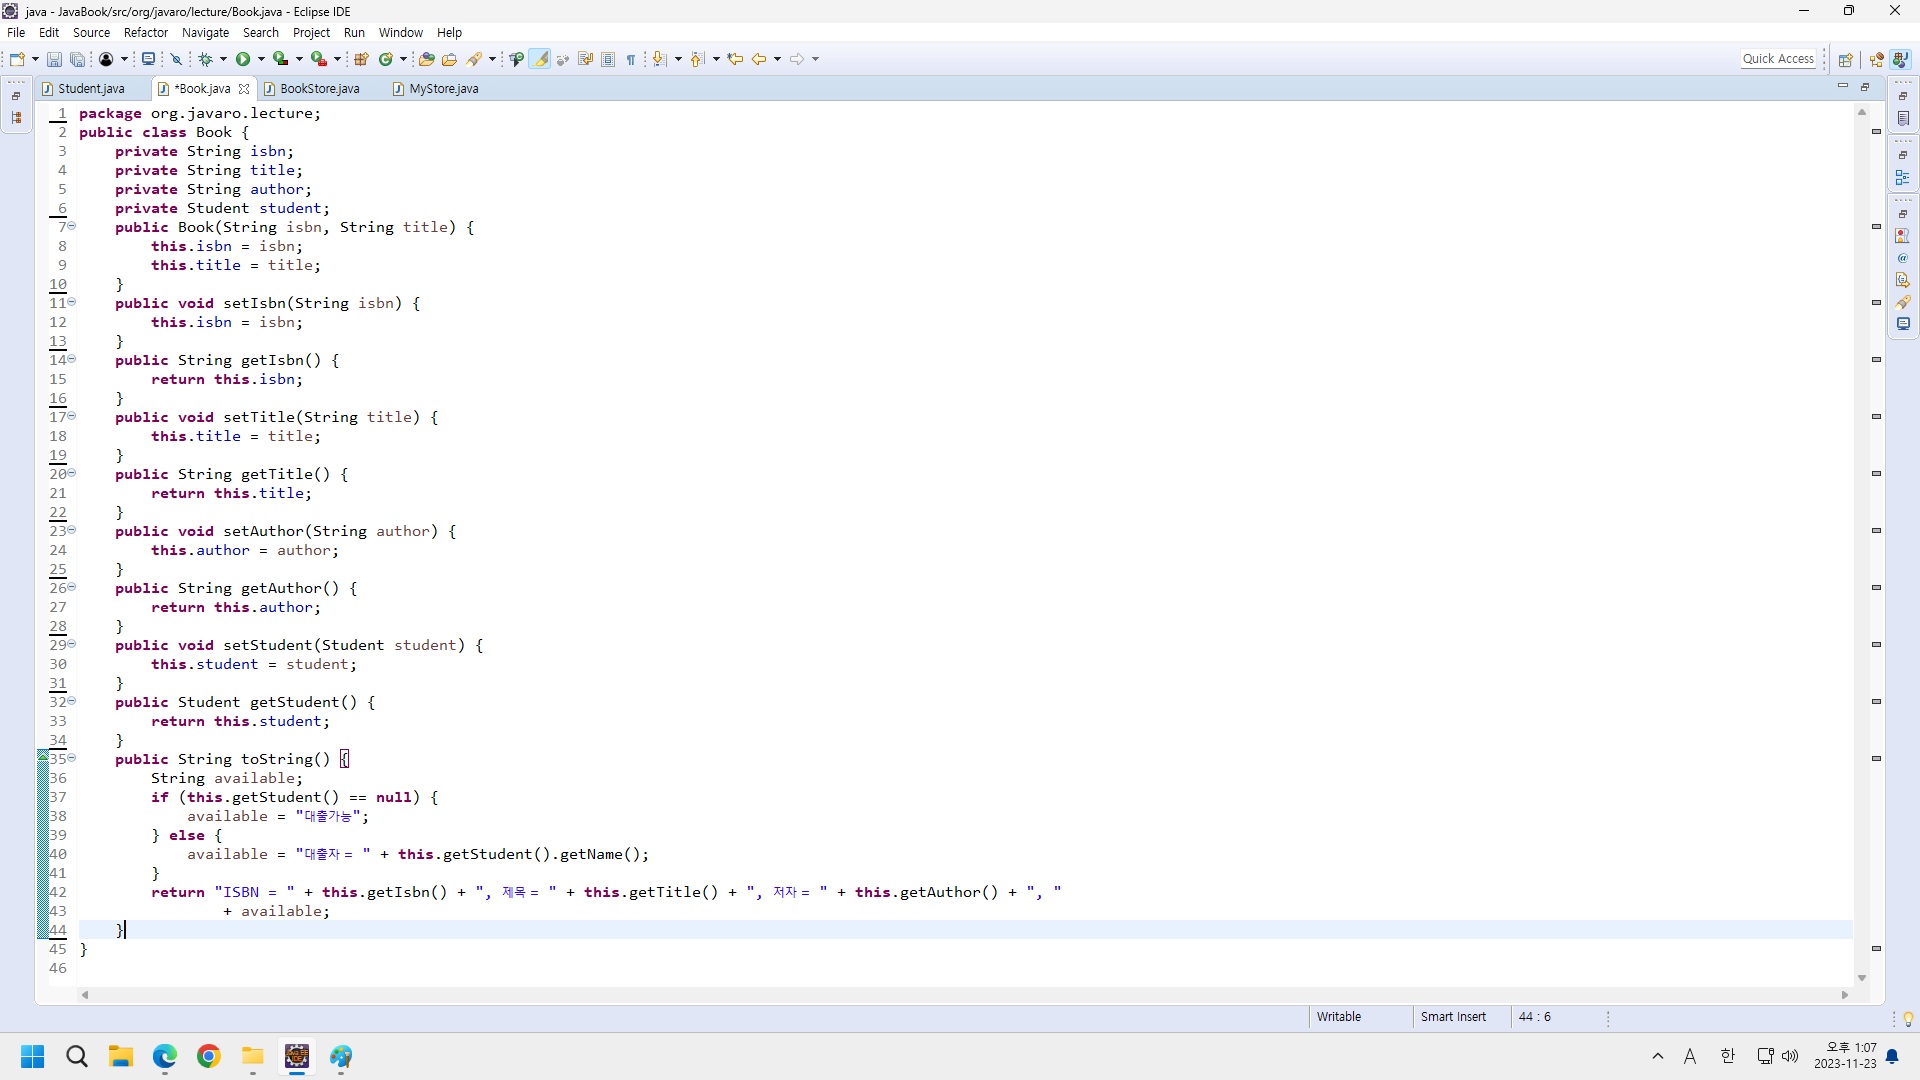 java - JavaBook/src/org/javaro/lecture/Book.java - Eclipse IDE
File Edit Source Refactor Navigate Search Project Run Window Help
Quick Access
Student.java *Book.java BookStore.java MyStore.java
1 package org.javaro.lecture;
2 public class Book {
3 private String isbn;
4 private String title;
5 private String author;
6 private Student student;
7 public Book(String isbn, String title) {
8 this.isbn = isbn;
9 this.title = title;
10 }
11 public void setIsbn(String isbn) {
12 this.isbn = isbn;
13 }
14 public String getIsbn() {
15 return this.isbn;
16 }
17 public void setTitle(String title) {
18 this.title = title;
19 }
20 public String getTitle() {
21 return this.title;
22 }
23 public void setAuthor(String author) {
24 this.author = author;
25 }
26 public String getAuthor() {
27 return this.author;
28 }
29 public void setStudent(Student student) {
30 this.student = student;
31 }
32 public Student getStudent() {
33 return this.student;
34 }
35 public String toString() {
36 String available;
37 if (this.getStudent() == null) {
38 available = "대출가능";
39 } else {
40 available = "대출자 = " + this.getStudent().getName();
41 }
42 return "ISBN = " + this.getIsbn() + ", 제목 = " + this.getTitle() + ", 저자 = " + this.getAuthor() + ", "
43 + available;
44 }
45 }
46
Writable Smart Insert 44 : 6
A 한 오후 1:07
2023-11-23